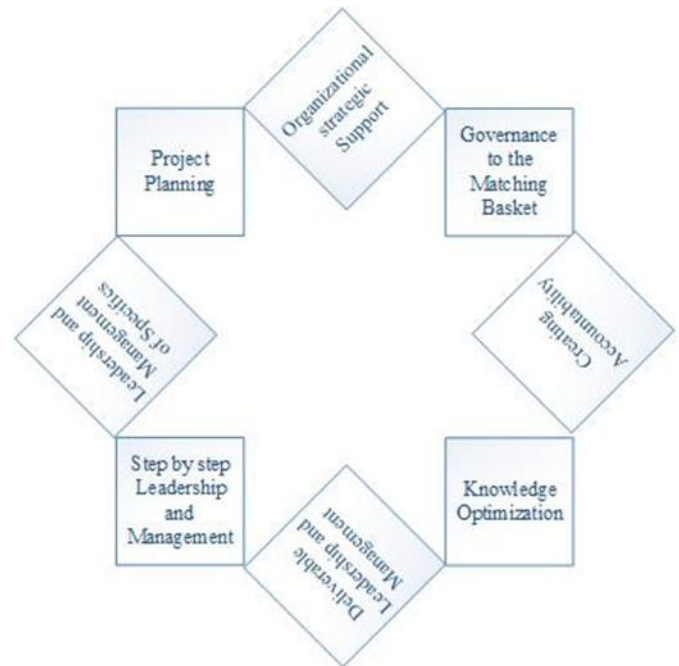 Organizational
strategic
Support
Governance
to the
Matching
Basket
Creating
Accountability
Knowledge
Optimization
Deliverable
Leadership and
Management
Step by step
Leadership
and
Management
Leadership and
Management
of Specifics
Project
Planning